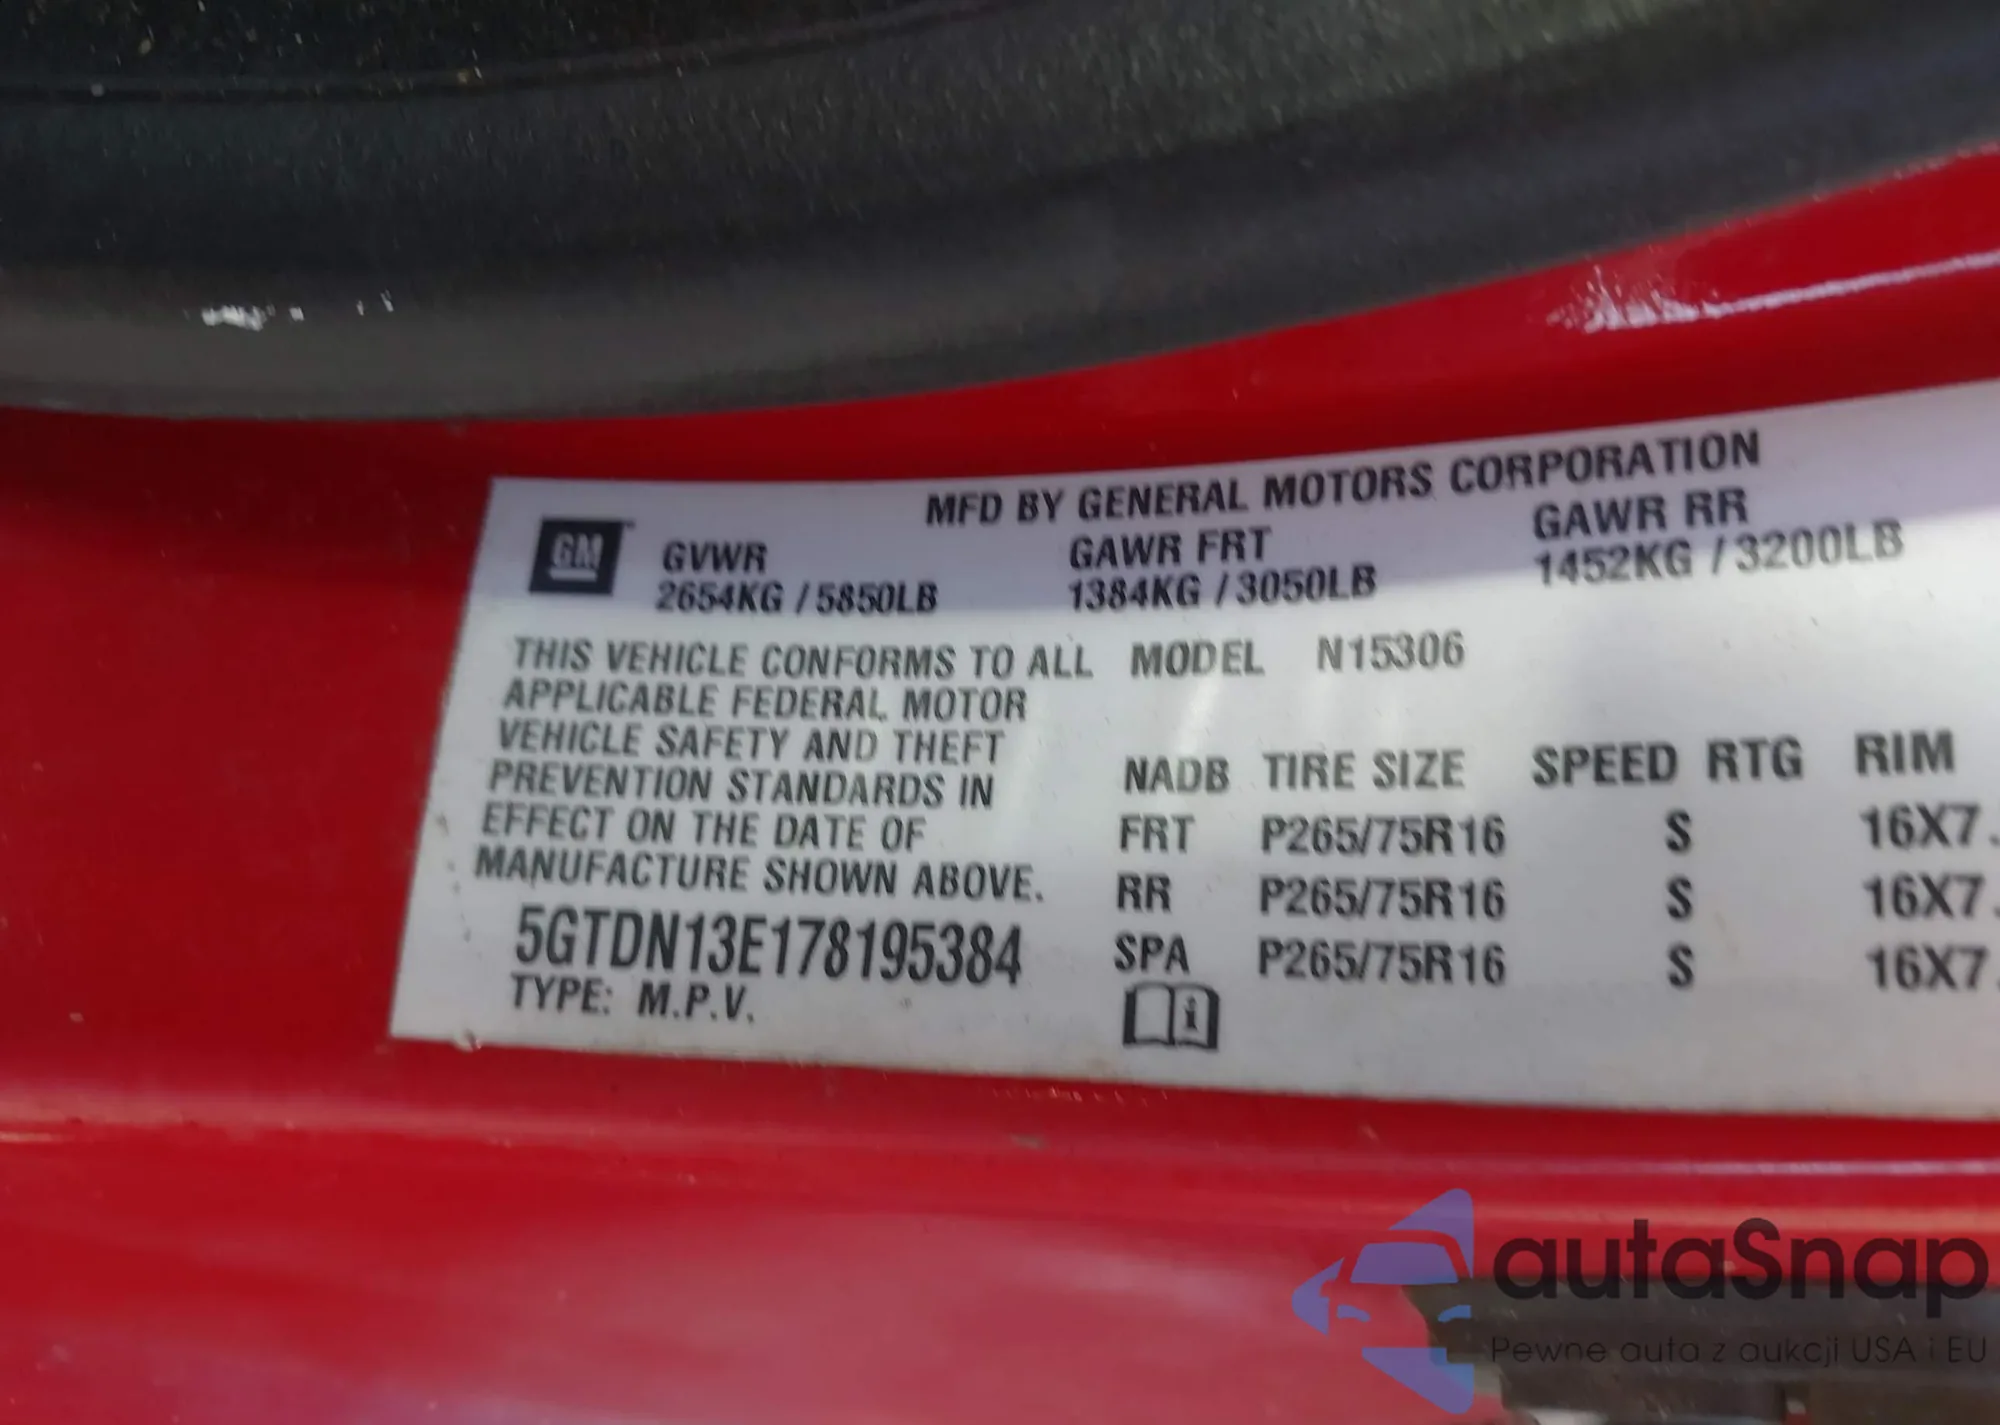 MFD BY GENERAL MOTORS CORPORATION
GM GVWR GAWR FRT GAWR RR
2654KG / 5850LB 1384KG / 3050LB 1452KG / 3200LB
THIS VEHICLE CONFORMS TO ALL
APPLICABLE FEDERAL MOTOR
VEHICLE SAFETY AND THEFT
PREVENTION STANDARDS IN
EFFECT ON THE DATE OF
MANUFACTURE SHOWN ABOVE.
5GTDN13E178195384
TYPE: M.P.V.
MODEL N15306
NADB TIRE SIZE SPEED RTG RIM
FRT P265/75R16 S 16X7.
RR P265/75R16 S 16X7.
SPA P265/75R16 S 16X7.
i
autaSnap
Pewne auta z aukcji USA i EU